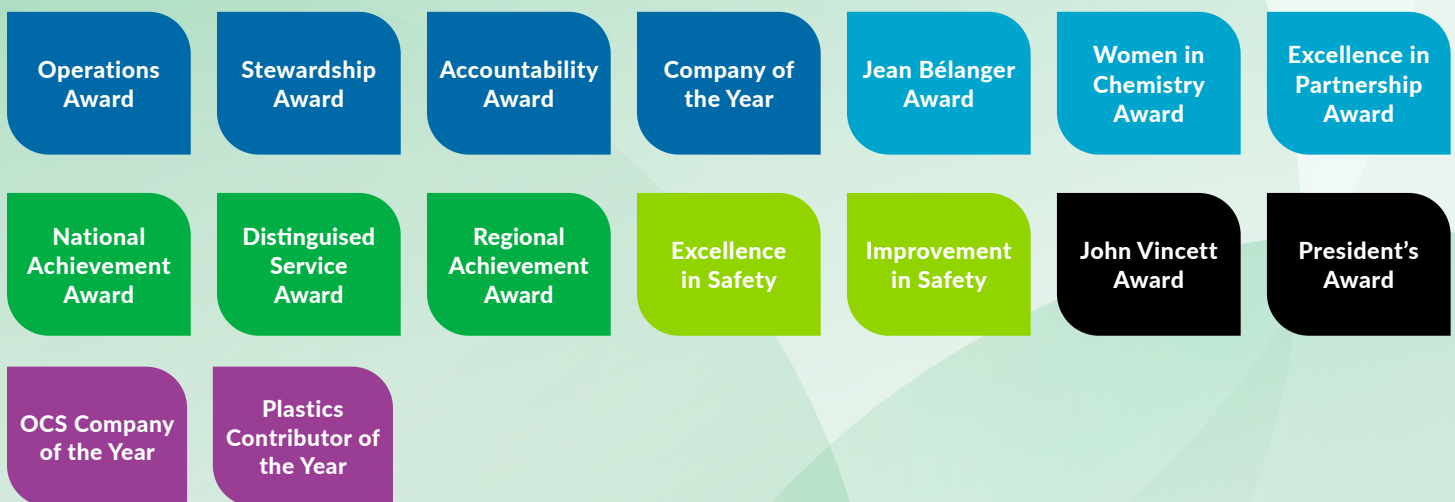 Operations
Award
Stewardship
Award
Accountability
Award
Company of
the Year
Jean Bélanger
Award
Women in
Chemistry
Award
Excellence in
Partnership
Award
National
Achievement
Award
Distinguised
Service
Award
Regional
Achievement
Award
Excellence
in Safety
Improvement
in Safety
John Vincett
Award
President’s
Award
OCS Company
of the Year
Plastics
Contributor of
the Year